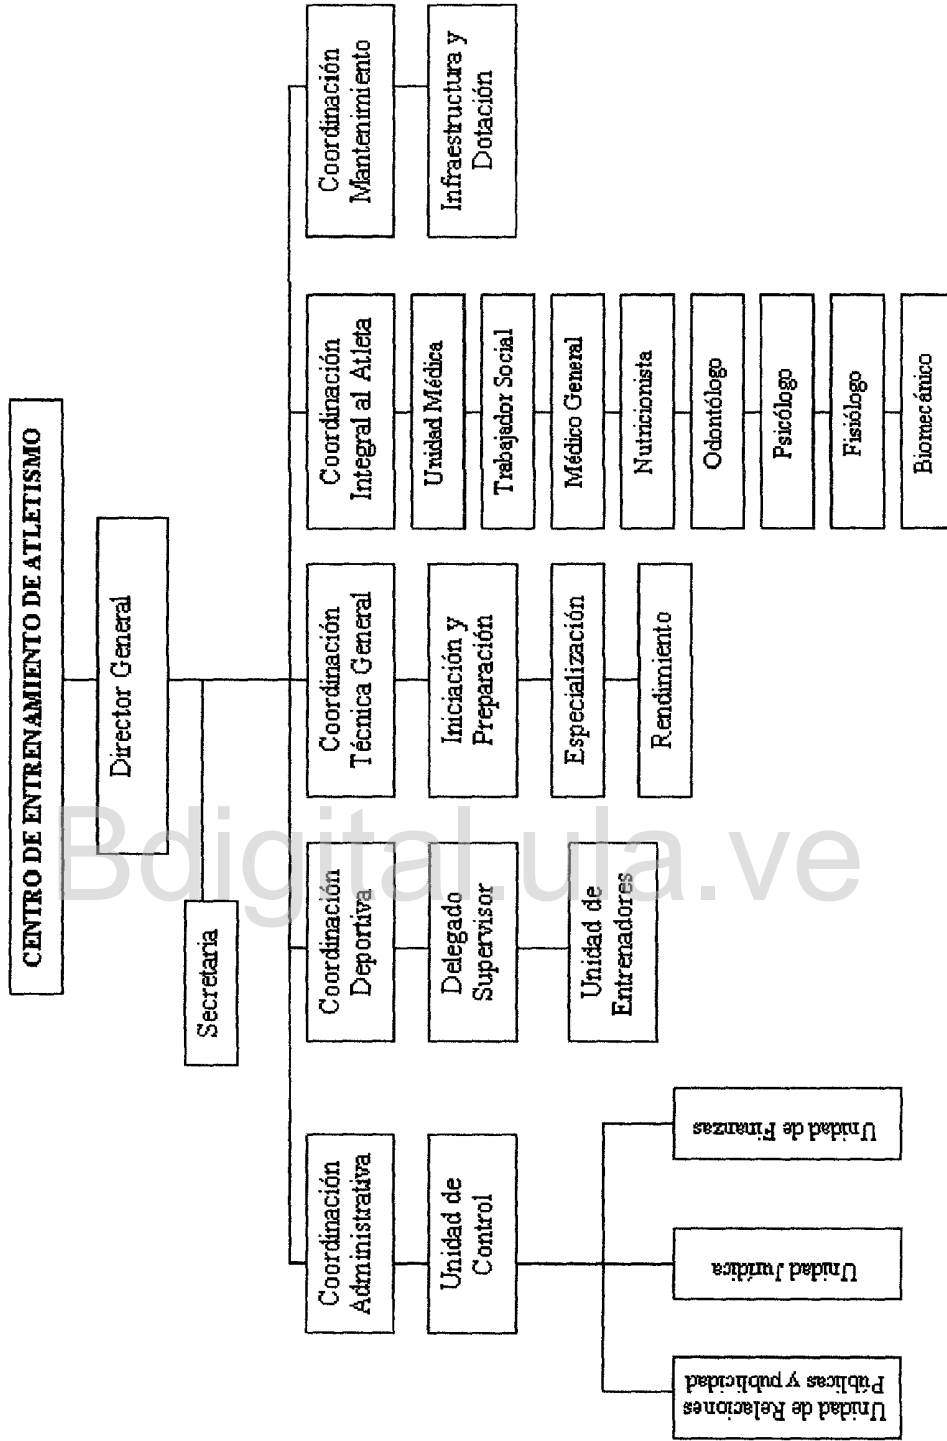 CENTRO DE ENTRENAMIENTO DE ATLETISMO
Director General
Secretaria
Coordinación
Administrativa
Unidad de
Control
Unidad de Relaciones
Públicas y publicidad
Unidad Jurídica
Unidad de Finanzas
Coordinación
Deportiva
Delegado
Supervisor
Unidad de
Entrenadores
Coordinación
Técnica General
Iniciación y
Preparación
Especialización
Rendimiento
Coordinación
Integral al Atleta
Unidad Médica
Trabajador Social
Médico General
Nutricionista
Odontólogo
Psicólogo
Fisiólogo
Biomecánico
Coordinación
Mantenimiento
Infraestructura y
Dotación
Bdigital.ula.ve